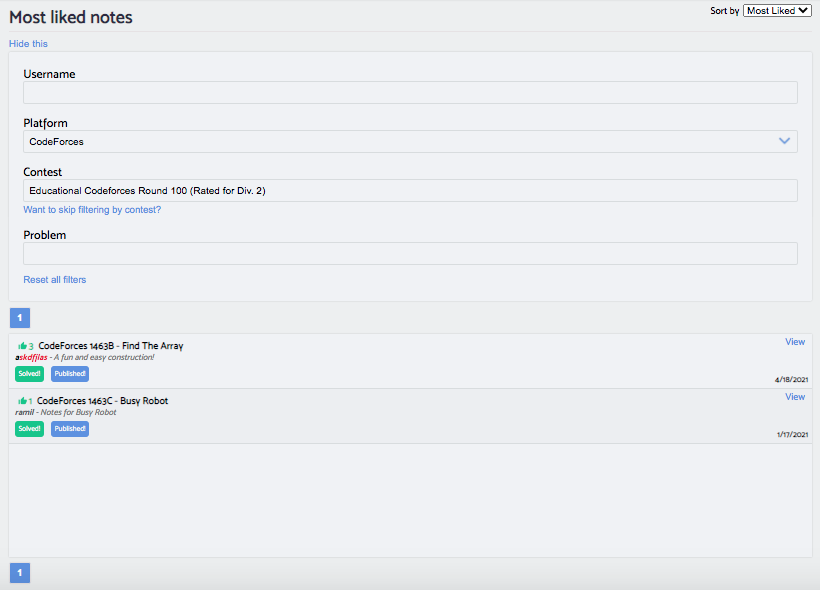 Most liked notes
Sort by Most Liked
Hide this
Username
Platform
CodeForces
Contest
Educational Codeforces Round 100 (Rated for Div. 2)
Want to skip filtering by contest?
Problem
Reset all filters
1
3 CodeForces 1463B - Find The Array View
askdfjlas - A fun and easy construction!
Solved! Published! 4/18/2021
1 CodeForces 1463C - Busy Robot View
ramil - Notes for Busy Robot
Solved! Published! 1/17/2021
1